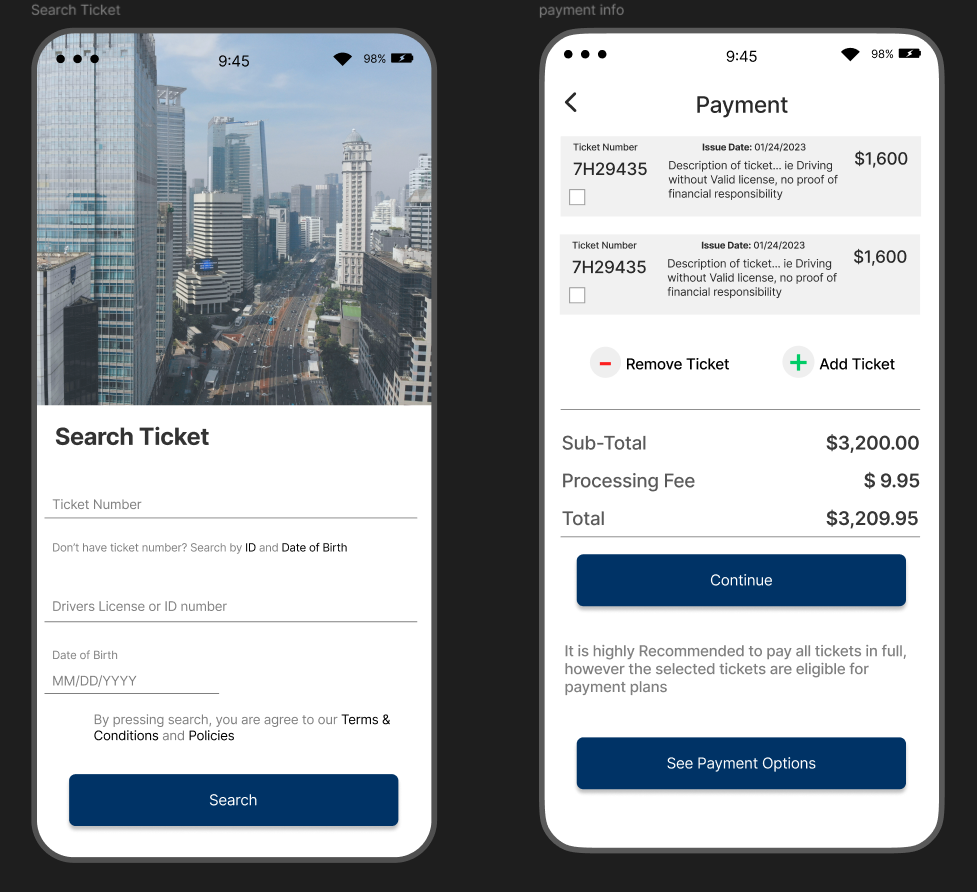 Search Ticket
9:45
98%
Search Ticket
Ticket Number
Don't have ticket number? Search by ID and Date of Birth
Drivers License or ID number
Date of Birth
MM/DD/YYYY
By pressing search, you are agree to our Terms &
Conditions and Policies
Search
payment info
9:45
98%
Payment
Ticket Number
7H29435
Issue Date: 01/24/2023
Description of ticket... ie Driving
without Valid license, no proof of
financial responsibility
$1,600
Ticket Number
7H29435
Issue Date: 01/24/2023
Description of ticket... ie Driving
without Valid license, no proof of
financial responsibility
$1,600
Remove Ticket
Add Ticket
Sub-Total $3,200.00
Processing Fee $ 9.95
Total $3,209.95
Continue
It is highly Recommended to pay all tickets in full,
however the selected tickets are eligible for
payment plans
See Payment Options